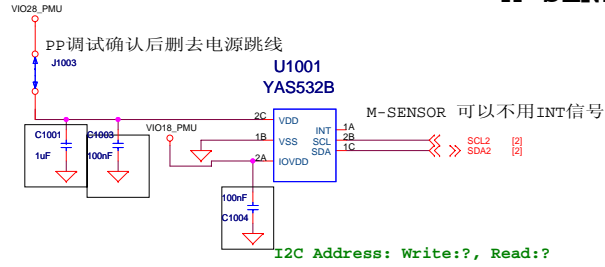 VIO28_PMU
PP调试确认后删去电源跳线
J1003
U1001
YAS532B
M-SENSOR 可以不用INT信号
2C
VDD
INT
1A
C1001
C1003
VIO18_PMU
1B
VSS
SCL
2B
SCL2 [2]
1uF
100nF
SDA
1C
SDA2 [2]
2A
IOVDD
100nF
C1004
I2C Address: Write:?, Read:?